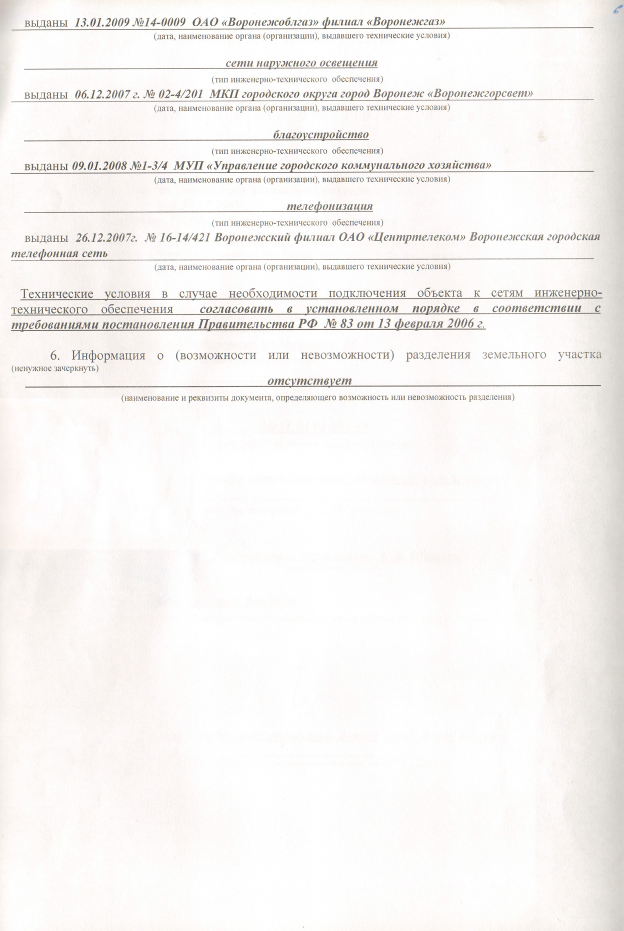 выданы 13.01.2009 №14-0009 ОАО «Воронежоблгаз» филиал «Воронежгаз»
(дата, наименование органа (организации), выдавшего технические условия)
сети наружного освещения
(тип инженерно-технического обеспечения)
выданы 06.12.2007 г. № 02-4/201 МКП городского округа город Воронеж «Воронежгорсвет»
(дата, наименование органа (организации), выдавшего технические условия)
благоустройство
(тип инженерно-технического обеспечения)
выданы 09.01.2008 №1-3/4 МУП «Управление городского коммунального хозяйства»
(дата, наименование органа (организации), выдавшего технические условия)
телефонизация
(тип инженерно-технического обеспечения)
выданы 26.12.2007г. № 16-14/421 Воронежский филиал ОАО «Центртелеком» Воронежская городская
телефонная сеть
(дата, наименование органа (организации), выдавшего технические условия)
Технические условия в случае необходимости подключения объекта к сетям инженерно-
технического обеспечения согласовать в установленном порядке в соответствии с
требованиями постановления Правительства РФ № 83 от 13 февраля 2006 г.
6. Информация о (возможности или невозможности) разделения земельного участка
(ненужное зачеркнуть)
отсутствует
(наименование и реквизиты документа, определяющего возможность или невозможность разделения)